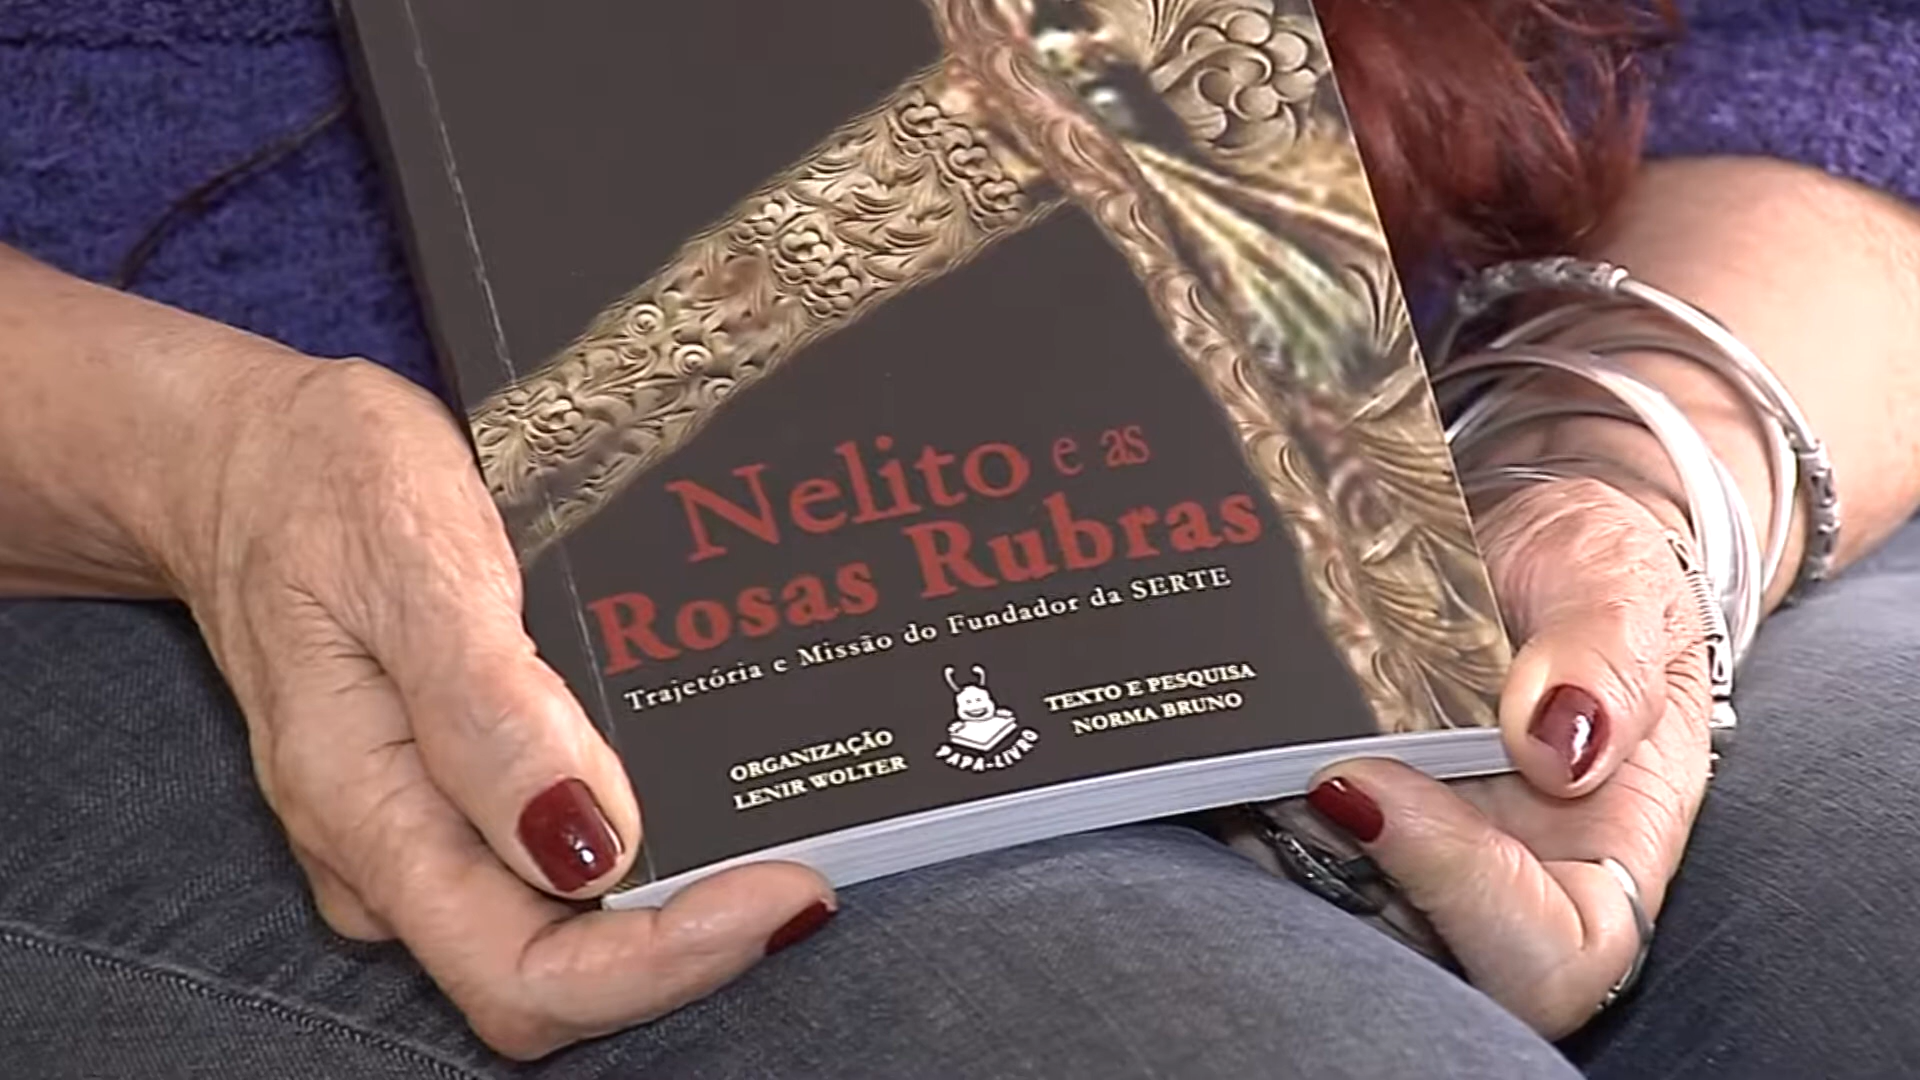 Nelito e as
Rosas Rubras
Trajetória e Missão do Fundador da SERTE
ORGANIZAÇÃO
LENIR WOLTER
PAPA-LIVRO
TEXTO E PESQUISA
NORMA BRUNO